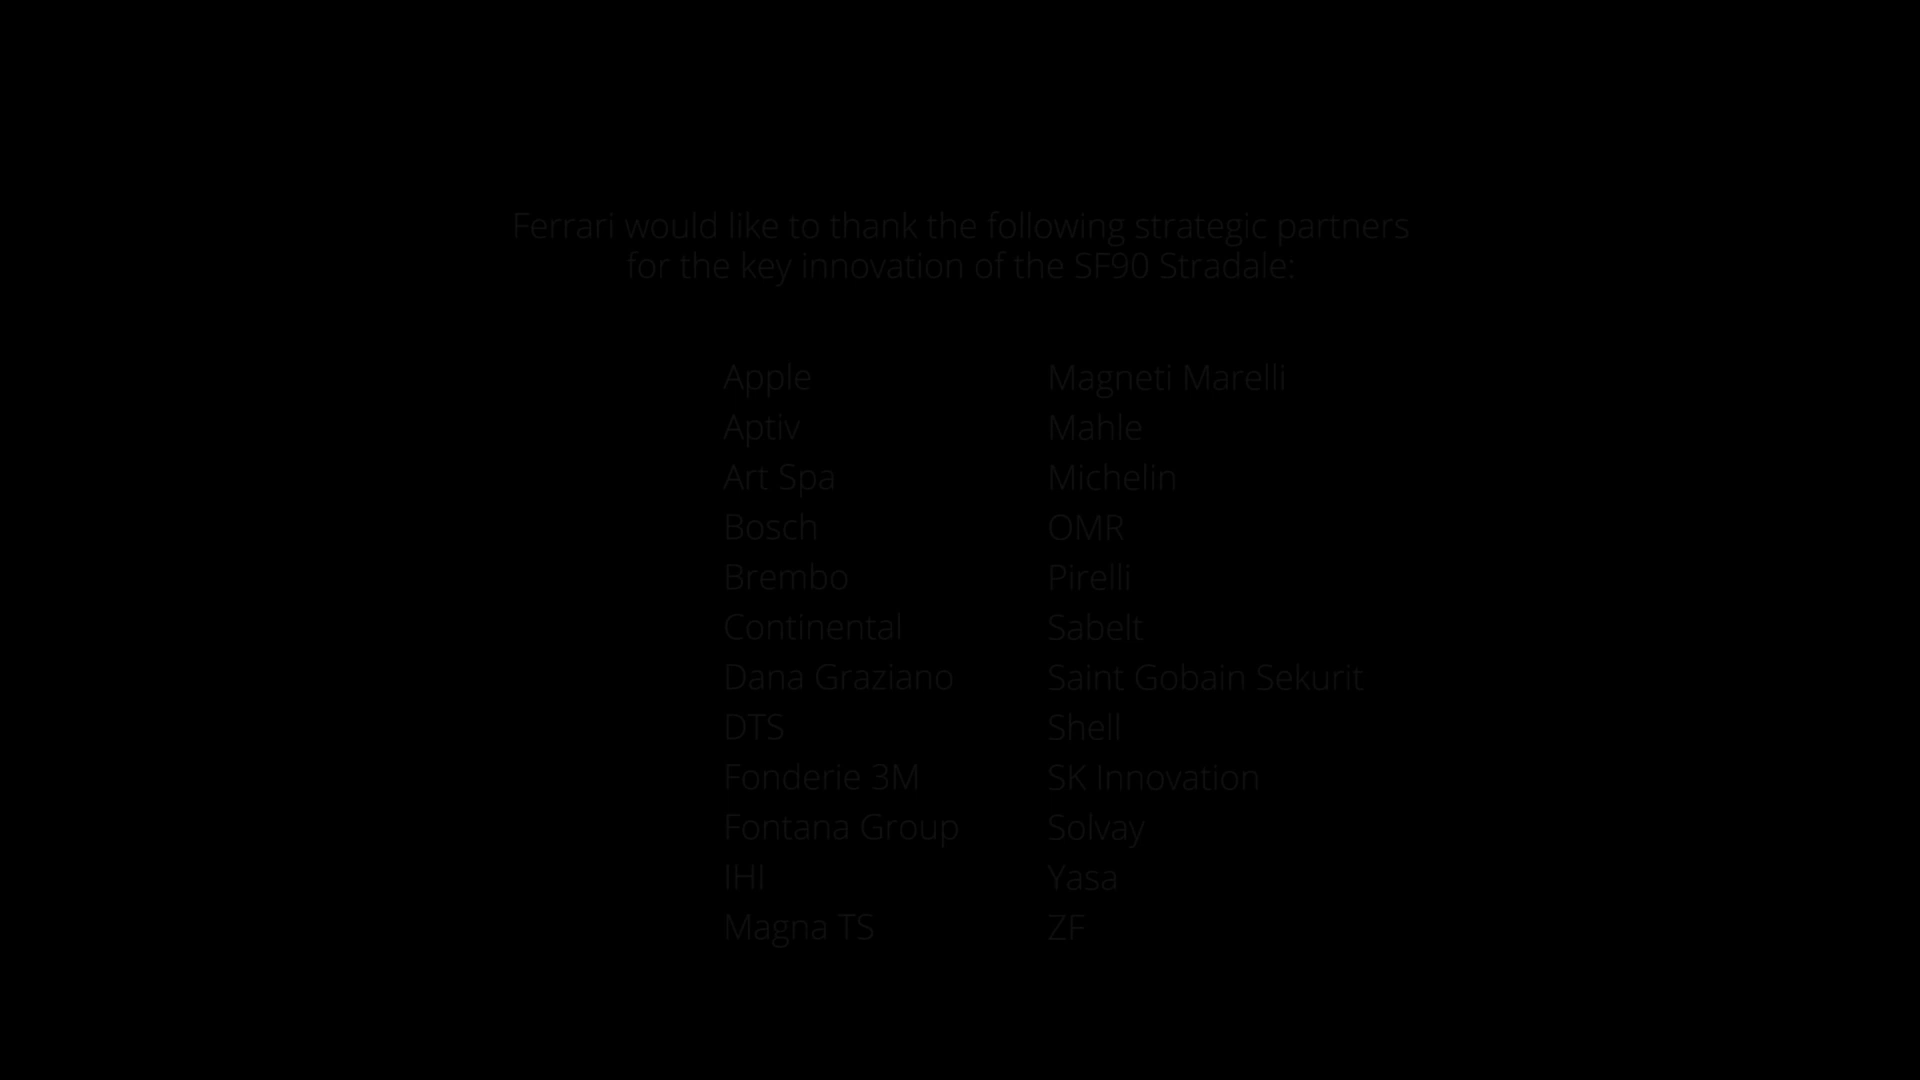 Ferrari would like to thank the following strategic partners
for the key innovation of the SF90 Stradale:
Apple
Aptiv
Art Spa
Bosch
Brembo
Continental
Dana Graziano
DTS
Fonderie 3M
Fontana Group
IHI
Magna TS
Magneti Marelli
Mahle
Michelin
OMR
Pirelli
Sabelt
Saint Gobain Sekurit
Shell
SK Innovation
Solvay
Yasa
ZF